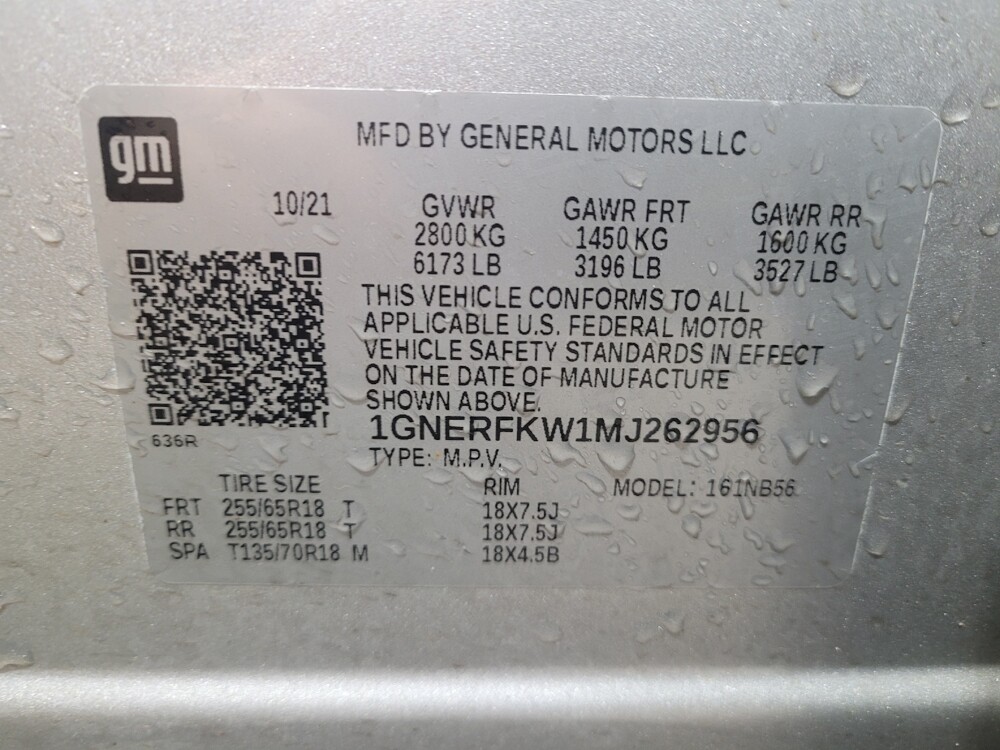 gm
MFD BY GENERAL MOTORS LLC
10/21 GVWR GAWR FRT GAWR RR
2800 KG 1450 KG 1600 KG
6173 LB 3196 LB 3527 LB
THIS VEHICLE CONFORMS TO ALL
APPLICABLE U.S. FEDERAL MOTOR
VEHICLE SAFETY STANDARDS IN EFFECT
ON THE DATE OF MANUFACTURE
SHOWN ABOVE.
1GNERFKW1MJ262956
636R
TYPE: M.P.V.
TIRE SIZE RIM MODEL: 161NB56
FRT 255/65R18 T 18X7.5J
RR 255/65R18 T 18X7.5J
SPA T135/70R18 M 18X4.5B